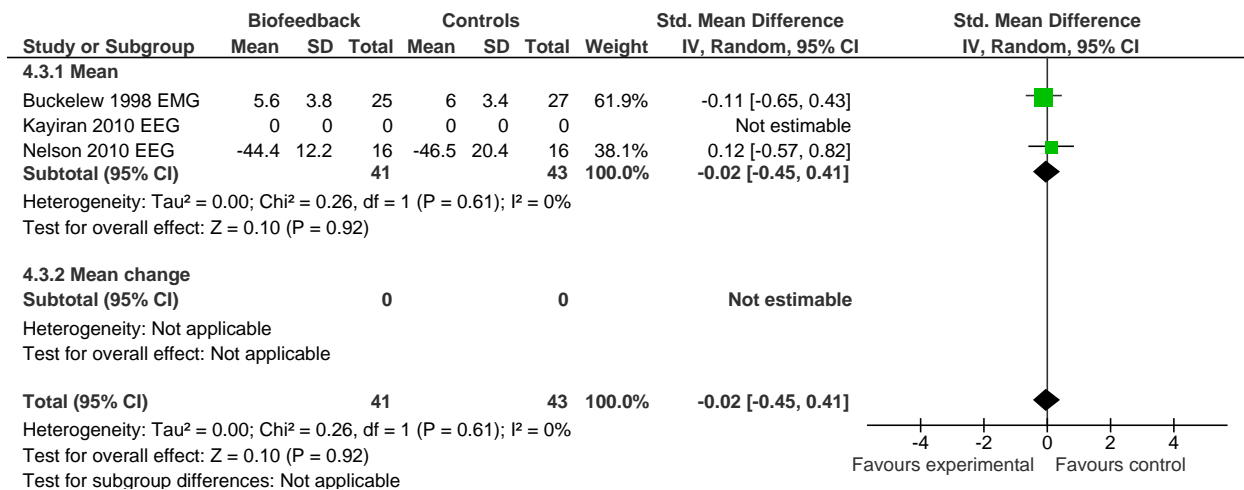 Biofeedback Controls Std. Mean Difference Std. Mean Difference
Study or Subgroup Mean SD Total Mean SD Total Weight IV, Random, 95% CI IV, Random, 95% CI
4.3.1 Mean
Buckelew 1998 EMG 5.6 3.8 25 6 3.4 27 61.9% -0.11 [-0.65, 0.43]
Kayiran 2010 EEG 0 0 0 0 0 0 Not estimable
Nelson 2010 EEG -44.4 12.2 16 -46.5 20.4 16 38.1% 0.12 [-0.57, 0.82]
Subtotal (95% CI) 41 43 100.0% -0.02 [-0.45, 0.41]
Heterogeneity: Tau² = 0.00; Chi² = 0.26, df = 1 (P = 0.61); I² = 0%
Test for overall effect: Z = 0.10 (P = 0.92)
4.3.2 Mean change
Subtotal (95% CI) 0 0 Not estimable
Heterogeneity: Not applicable
Test for overall effect: Not applicable
Total (95% CI) 41 43 100.0% -0.02 [-0.45, 0.41]
Heterogeneity: Tau² = 0.00; Chi² = 0.26, df = 1 (P = 0.61); I² = 0%
Test for overall effect: Z = 0.10 (P = 0.92)
Test for subgroup differences: Not applicable
-4 -2 0 2 4
Favours experimental Favours control